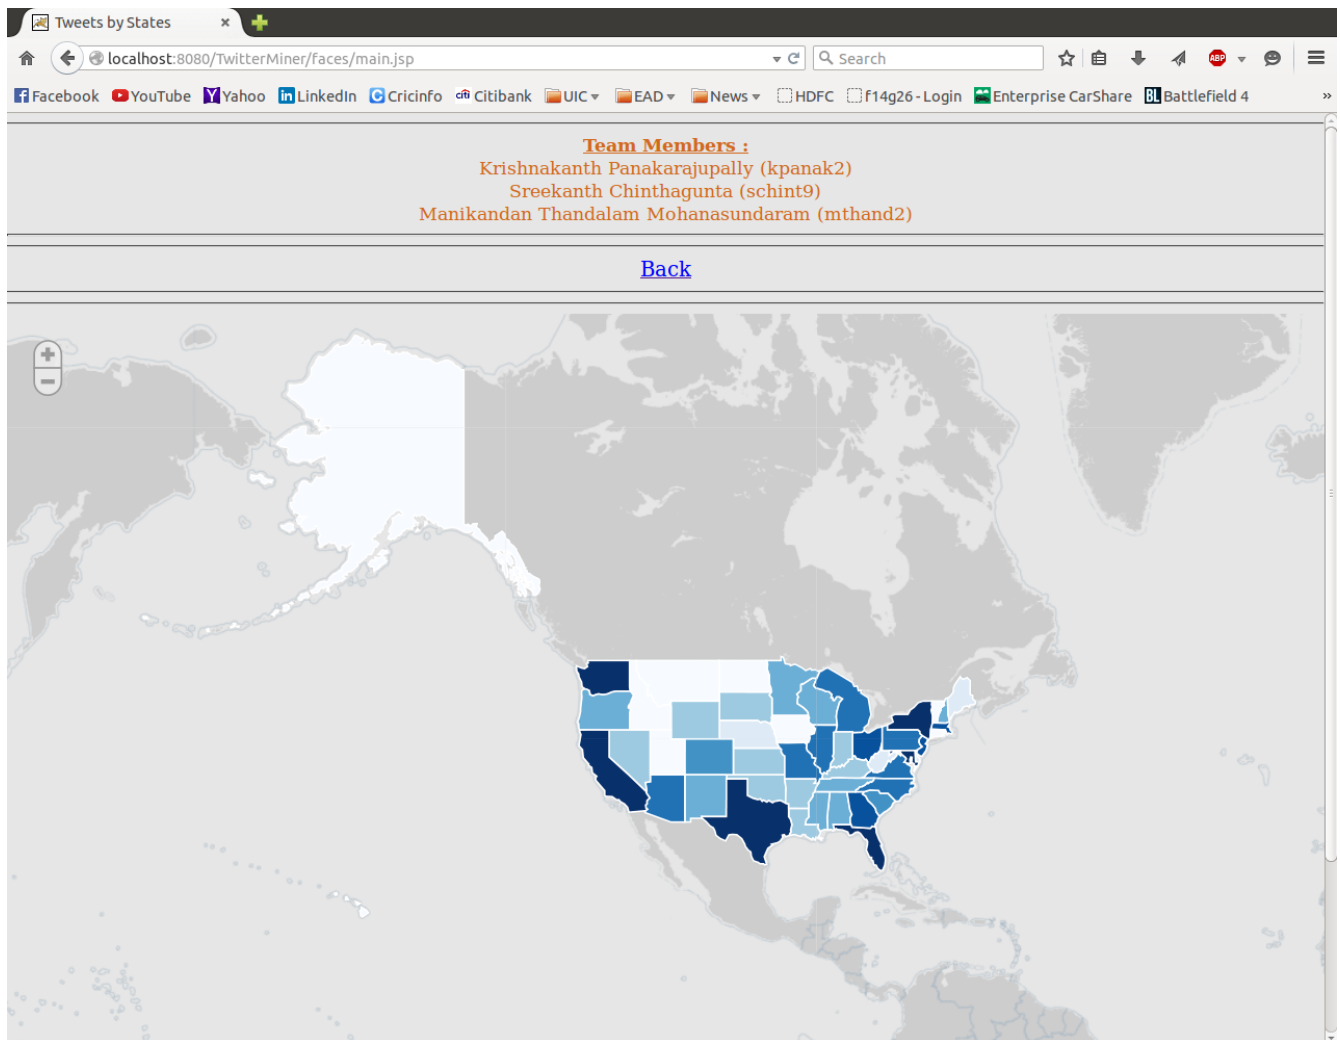 Tweets by States
localhost:8080/TwitterMiner/faces/main.jsp
Search
ABP
Facebook YouTube Yahoo LinkedIn Cricinfo Citibank UIC EAD News HDFC f14g26 - Login Enterprise CarShare BL Battlefield 4 »
Team Members :
Krishnakanth Panakarajupally (kpanak2)
Sreekanth Chinthagunta (schint9)
Manikandan Thandalam Mohanasundaram (mthand2)
Back
+
−